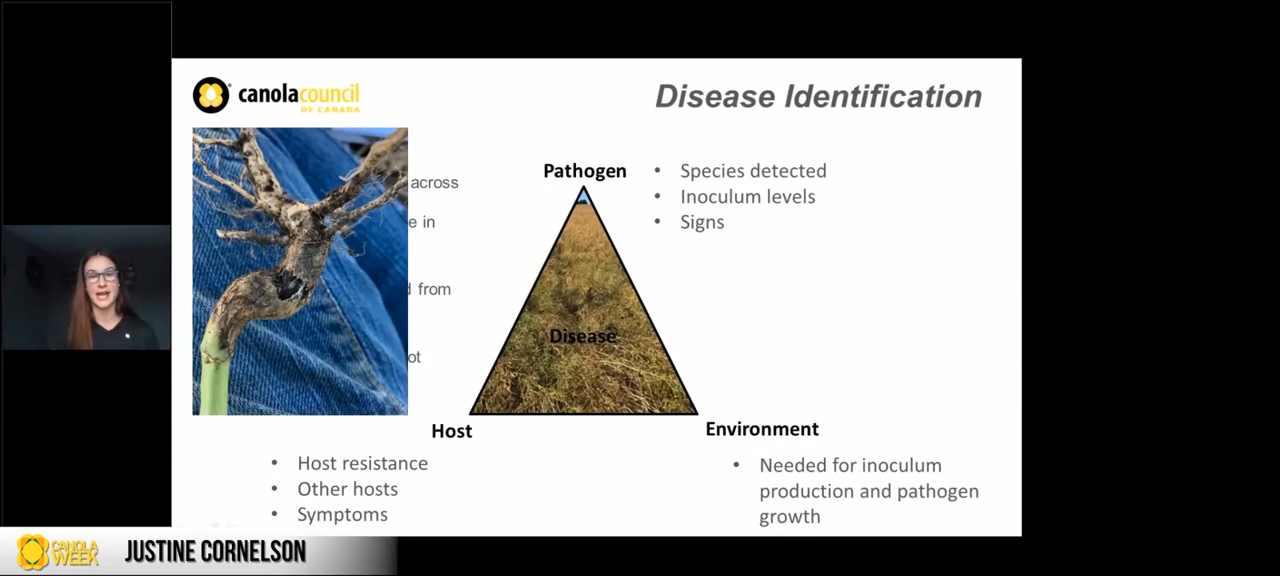 canolacouncil
OF CANADA
Disease Identification
across
e in
from
ot
Pathogen
• Species detected
• Inoculum levels
• Signs
Disease
Host
• Host resistance
• Other hosts
• Symptoms
Environment
• Needed for inoculum
production and pathogen
growth
CANOLA
WEEK
JUSTINE CORNELSON